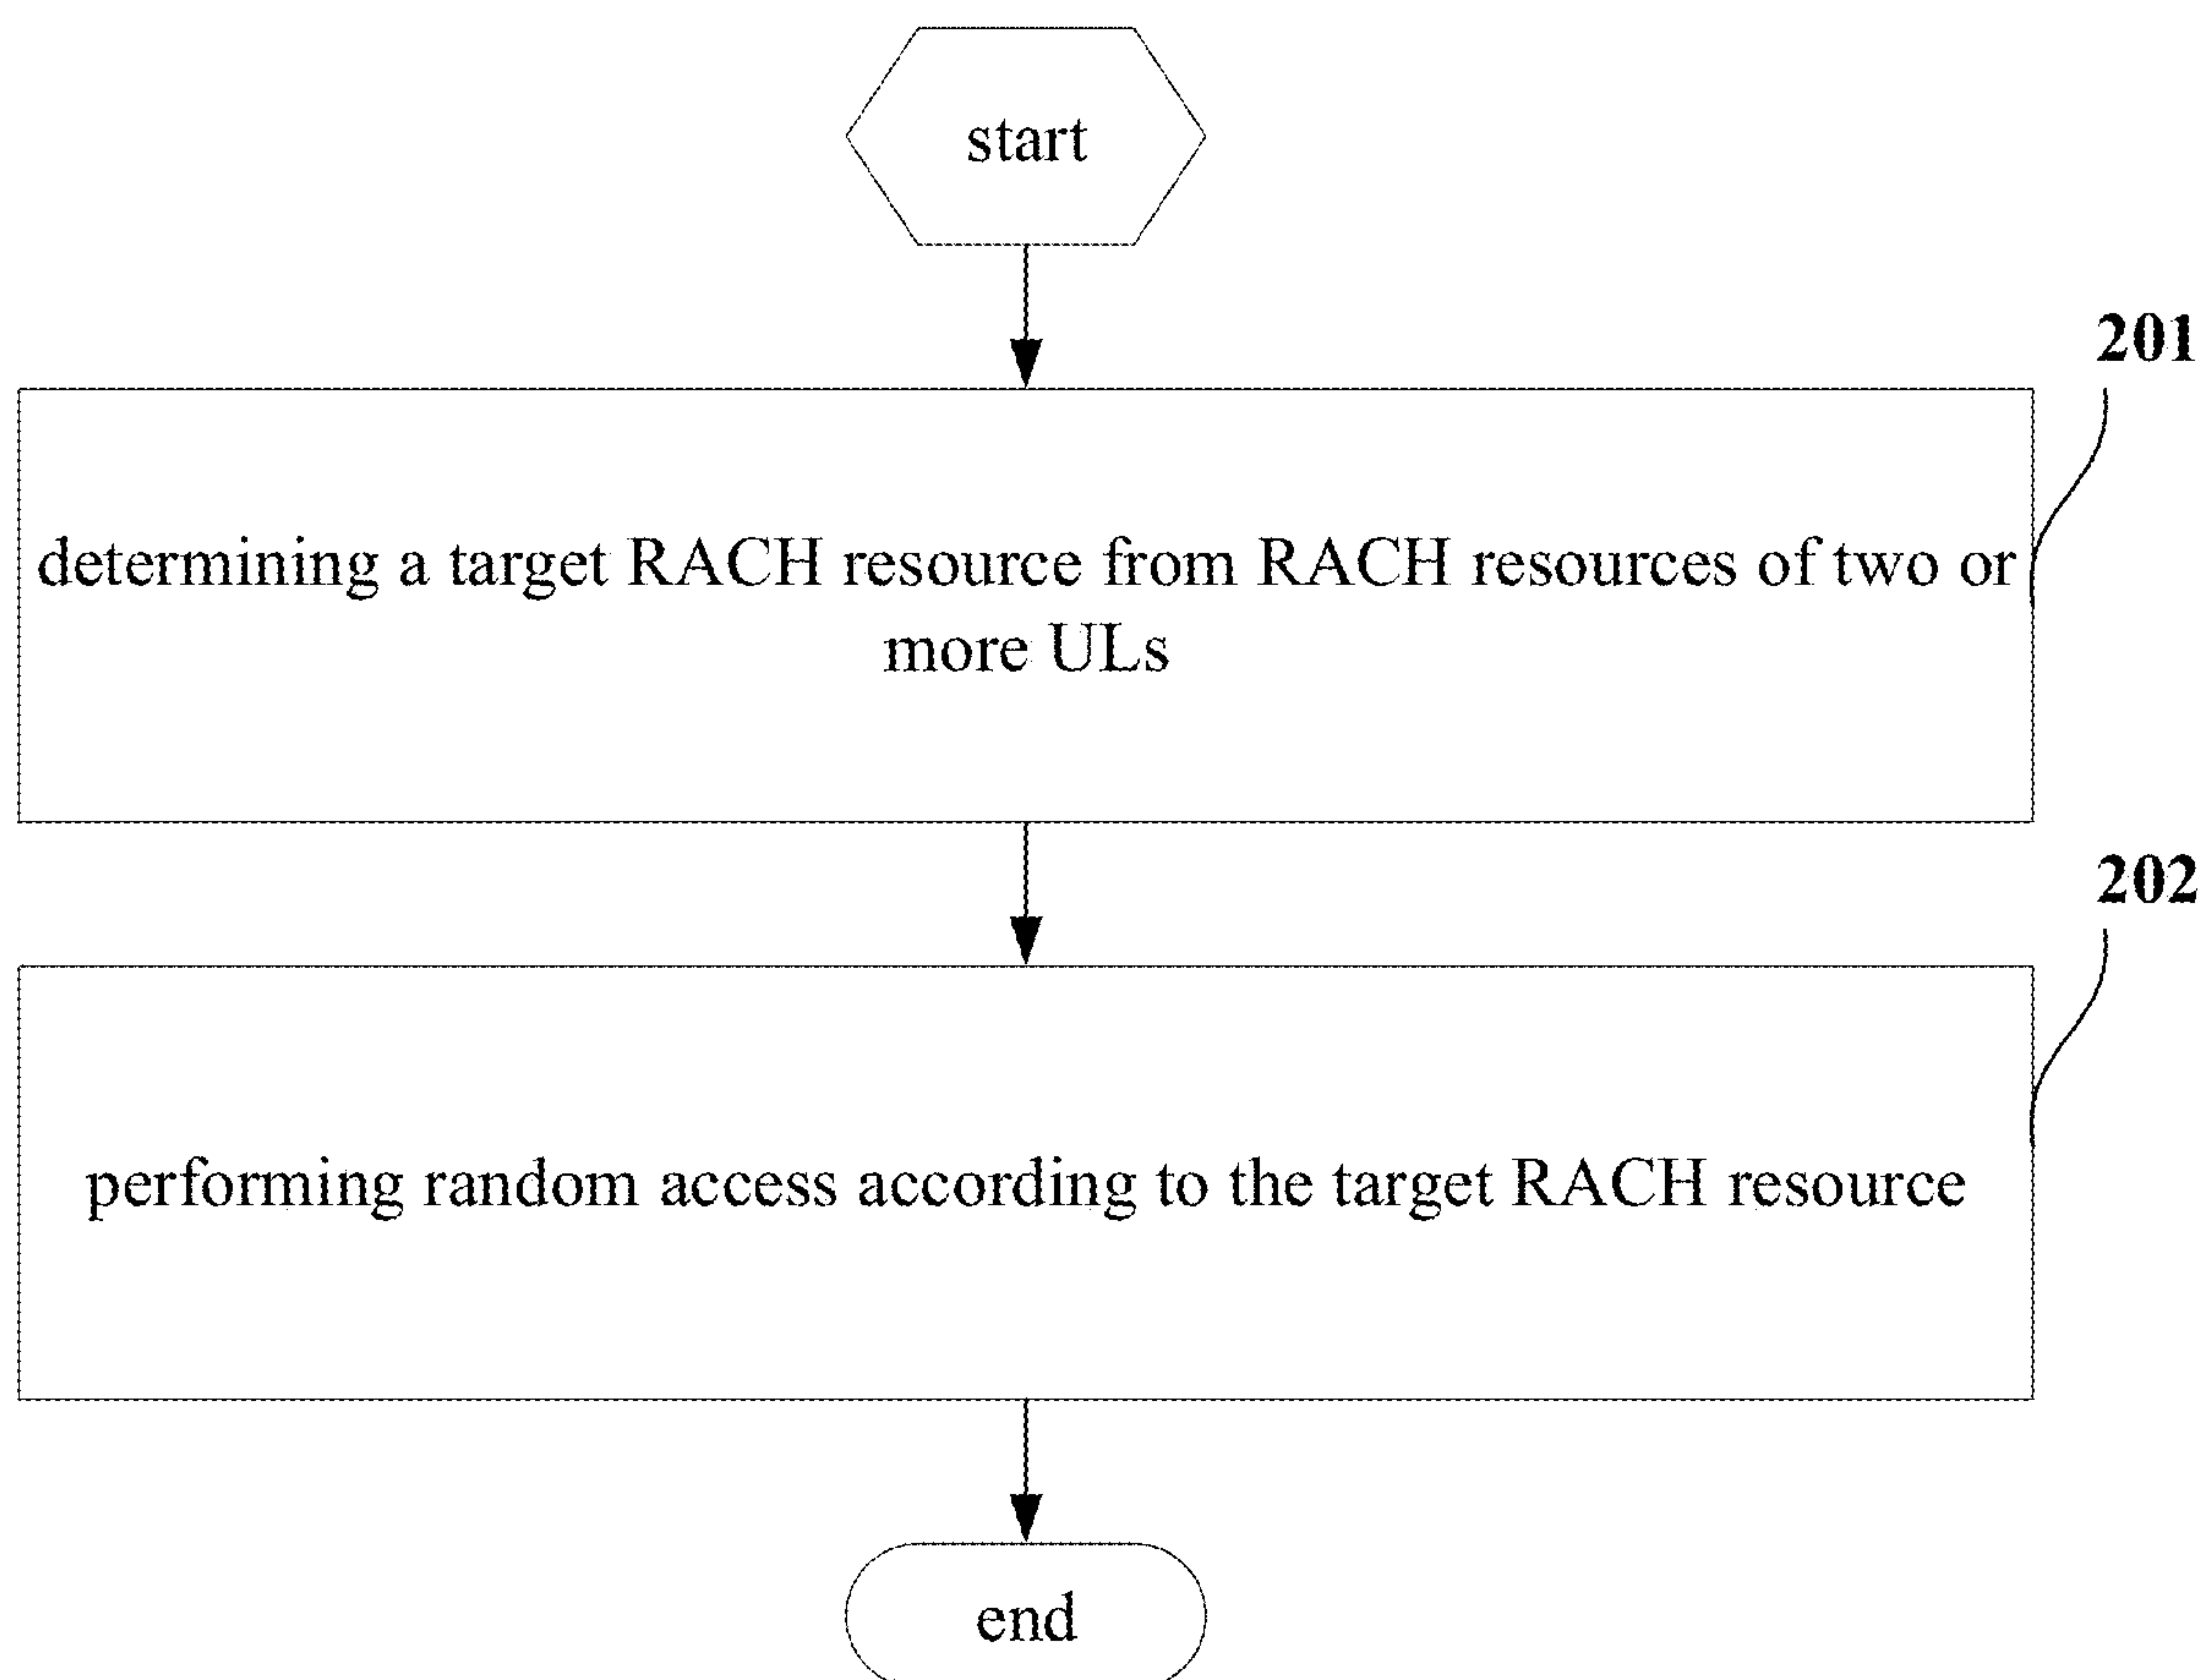 start
201
determining a target RACH resource from RACH resources of two or
more ULs
202
performing random access according to the target RACH resource
end